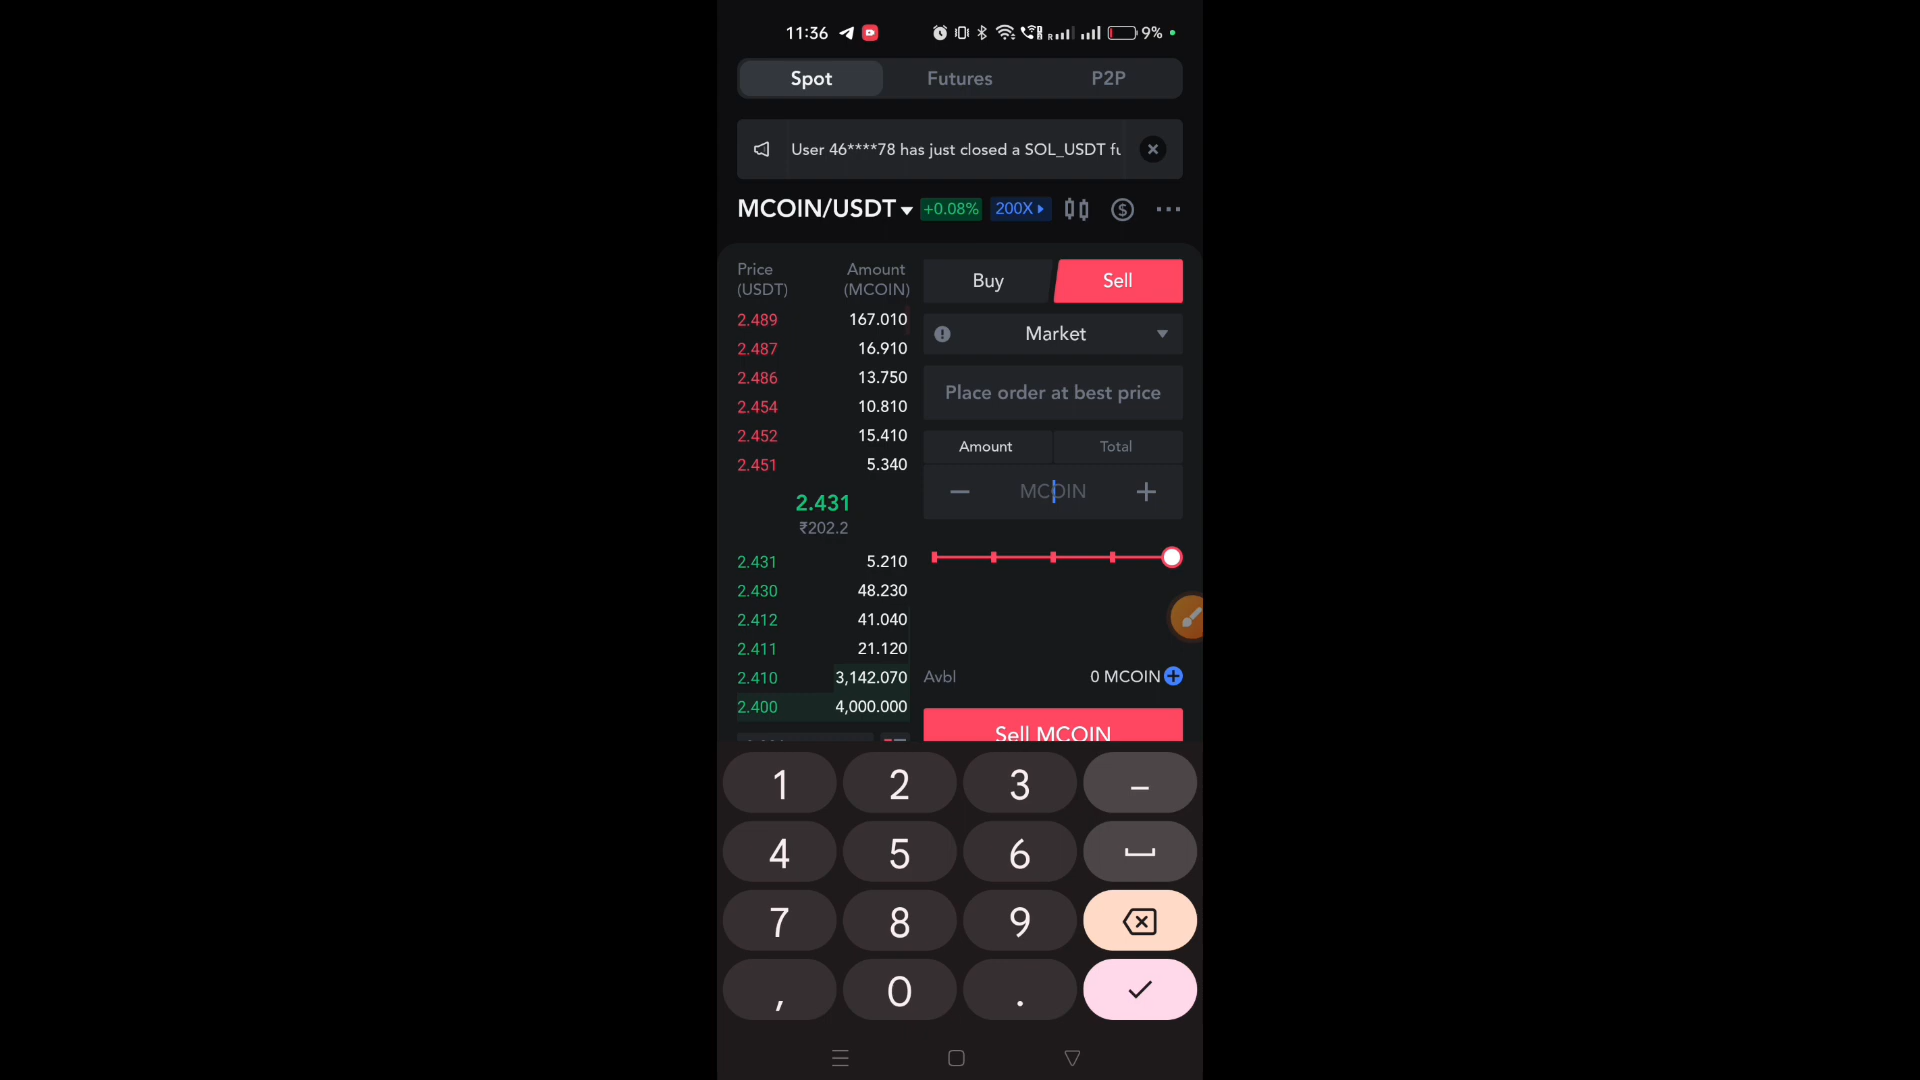 11:36 9%
Spot Futures P2P
User 46****78 has just closed a SOL_USDT fu
MCOIN/USDT +0.08% 200X
Price Amount
(USDT) (MCOIN)
Buy Sell
2.489 167.010
2.487 16.910
2.486 13.750
2.454 10.810
2.452 15.410
2.451 5.340
2.431
₹202.2
2.431 5.210
2.430 48.230
2.412 41.040
2.411 21.120
2.410 3,142.070
2.400 4,000.000
Market
Place order at best price
Amount Total
− MCOIN +
Avbl 0 MCOIN
Sell MCOIN
1 2 3 –
4 5 6
7 8 9
, 0 .